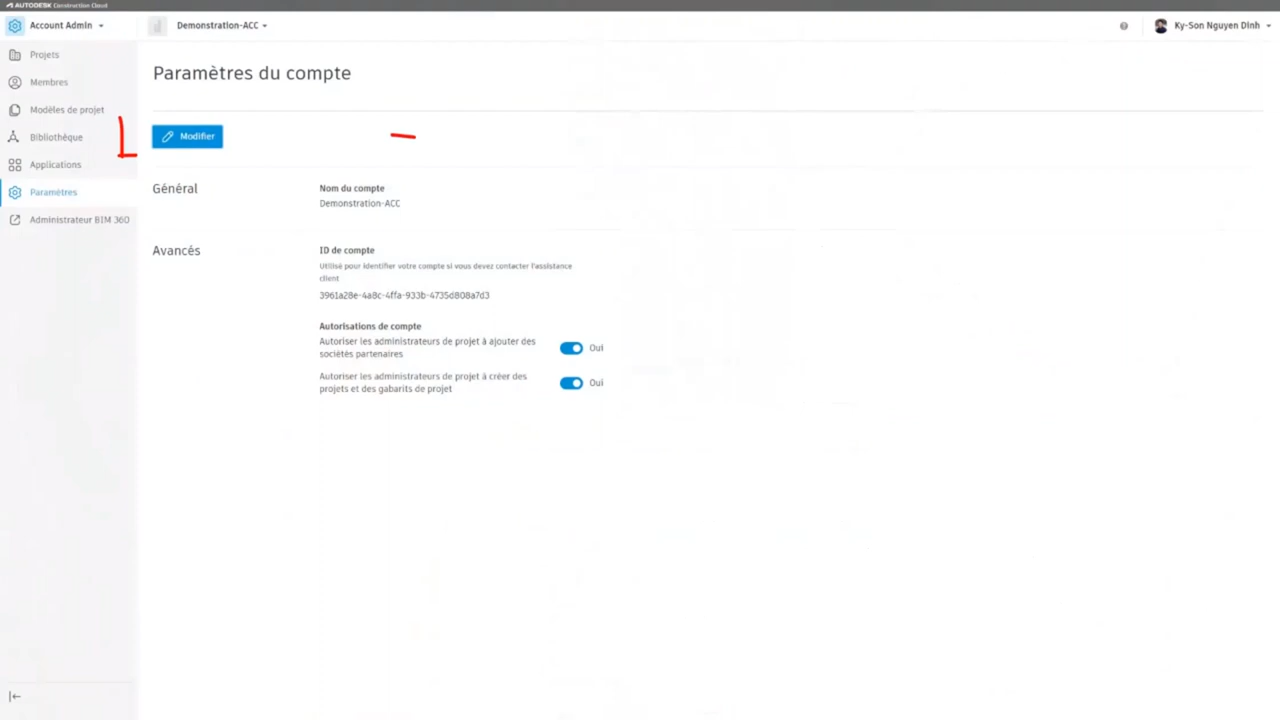 AUTODESK Construction Cloud
Account Admin
Demonstration-ACC
Ky-Son Nguyen Dinh
Projets
Membres
Modèles de projet
Bibliothèque
Applications
Paramètres
Administrateur BIM 360
Paramètres du compte
Modifier
Général
Nom du compte
Demonstration-ACC
Avancés
ID de compte
Utilisé pour identifier votre compte si vous devez contacter l'assistance
client
3961a28e-4a8c-4ffa-933b-4735d808a7d3
Autorisations de compte
Autoriser les administrateurs de projet à ajouter des
sociétés partenaires
Oui
Autoriser les administrateurs de projet à créer des
projets et des gabarits de projet
Oui